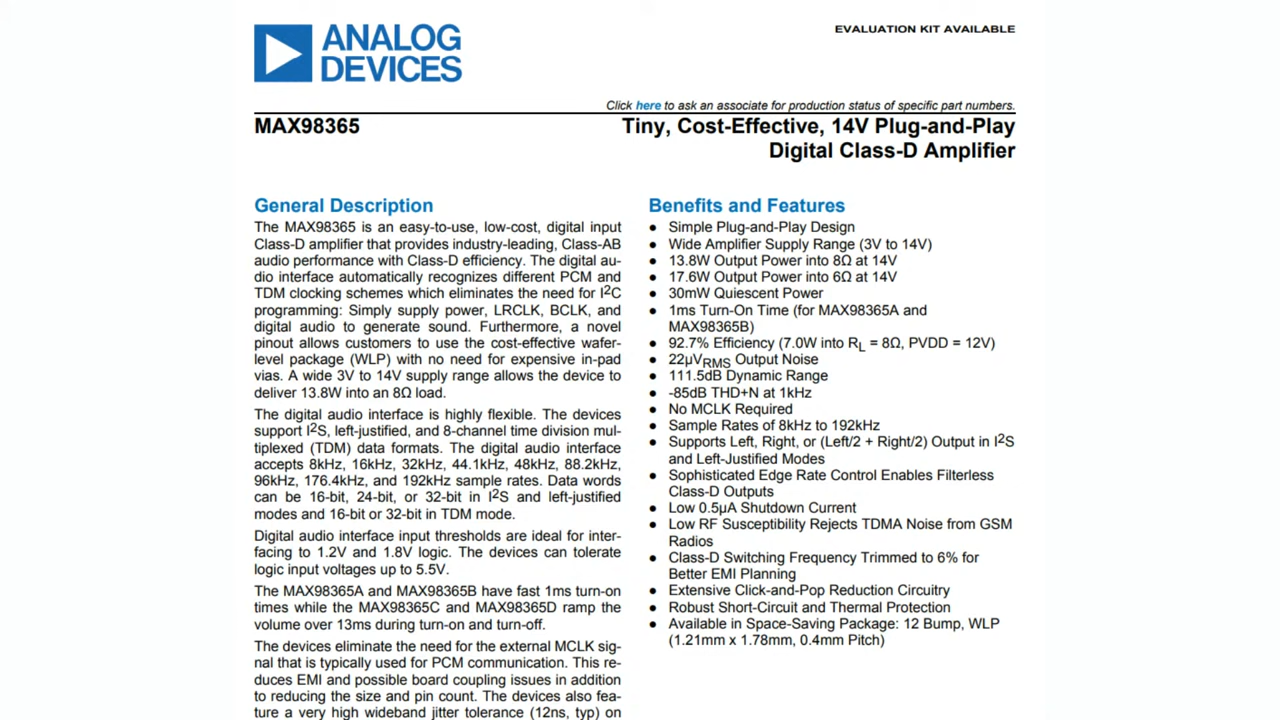 ANALOG
DEVICES
EVALUATION KIT AVAILABLE
Click here to ask an associate for production status of specific part numbers.
MAX98365
Tiny, Cost-Effective, 14V Plug-and-Play
Digital Class-D Amplifier
General Description
The MAX98365 is an easy-to-use, low-cost, digital input
Class-D amplifier that provides industry-leading, Class-AB
audio performance with Class-D efficiency. The digital au-
dio interface automatically recognizes different PCM and
TDM clocking schemes which eliminates the need for I2C
programming: Simply supply power, LRCLK, BCLK, and
digital audio to generate sound. Furthermore, a novel
pinout allows customers to use the cost-effective wafer-
level package (WLP) with no need for expensive in-pad
vias. A wide 3V to 14V supply range allows the device to
deliver 13.8W into an 8Ω load.
The digital audio interface is highly flexible. The devices
support I2S, left-justified, and 8-channel time division mul-
tiplexed (TDM) data formats. The digital audio interface
accepts 8kHz, 16kHz, 32kHz, 44.1kHz, 48kHz, 88.2kHz,
96kHz, 176.4kHz, and 192kHz sample rates. Data words
can be 16-bit, 24-bit, or 32-bit in I2S and left-justified
modes and 16-bit or 32-bit in TDM mode.
Digital audio interface input thresholds are ideal for inter-
facing to 1.2V and 1.8V logic. The devices can tolerate
logic input voltages up to 5.5V.
The MAX98365A and MAX98365B have fast 1ms turn-on
times while the MAX98365C and MAX98365D ramp the
volume over 13ms during turn-on and turn-off.
The devices eliminate the need for the external MCLK sig-
nal that is typically used for PCM communication. This re-
duces EMI and possible board coupling issues in addition
to reducing the size and pin count. The devices also fea-
ture a very high wideband jitter tolerance (12ns, typ) on
Benefits and Features
● Simple Plug-and-Play Design
● Wide Amplifier Supply Range (3V to 14V)
● 13.8W Output Power into 8Ω at 14V
● 17.6W Output Power into 6Ω at 14V
● 30mW Quiescent Power
● 1ms Turn-On Time (for MAX98365A and
MAX98365B)
● 92.7% Efficiency (7.0W into RL = 8Ω, PVDD = 12V)
● 22µVRMS Output Noise
● 111.5dB Dynamic Range
● -85dB THD+N at 1kHz
● No MCLK Required
● Sample Rates of 8kHz to 192kHz
● Supports Left, Right, or (Left/2 + Right/2) Output in I2S
and Left-Justified Modes
● Sophisticated Edge Rate Control Enables Filterless
Class-D Outputs
● Low 0.5µA Shutdown Current
● Low RF Susceptibility Rejects TDMA Noise from GSM
Radios
● Class-D Switching Frequency Trimmed to 6% for
Better EMI Planning
● Extensive Click-and-Pop Reduction Circuitry
● Robust Short-Circuit and Thermal Protection
● Available in Space-Saving Package: 12 Bump, WLP
(1.21mm x 1.78mm, 0.4mm Pitch)